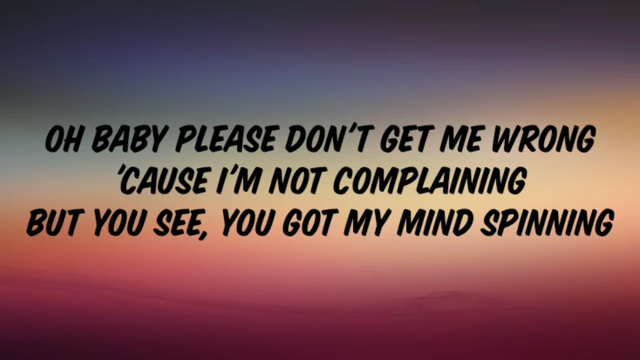 OH BABY PLEASE DON'T GET ME WRONG
'CAUSE I'M NOT COMPLAINING
BUT YOU SEE, YOU GOT MY MIND SPINNING